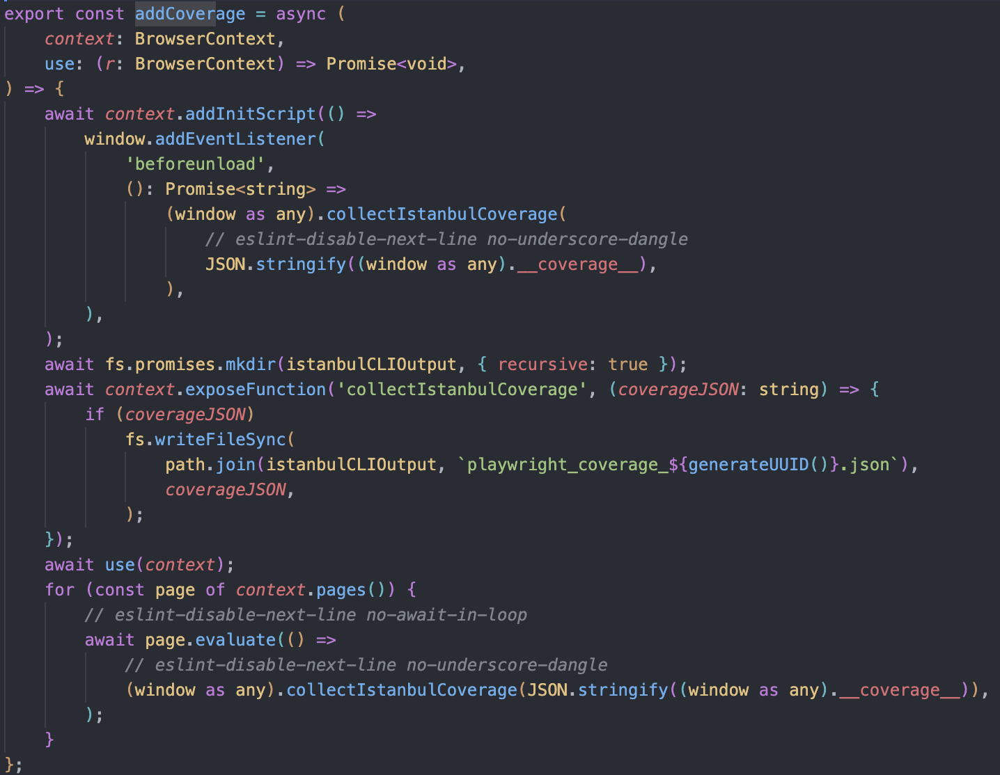 export const addCoverage = async (
    context: BrowserContext,
    use: (r: BrowserContext) => Promise<void>,
) => {
    await context.addInitScript(() =>
        window.addEventListener(
            'beforeunload',
            (): Promise<string> =>
                (window as any).collectIstanbulCoverage(
                    // eslint-disable-next-line no-underscore-dangle
                    JSON.stringify((window as any).__coverage__),
                ),
        ),
    );
    await fs.promises.mkdir(istanbulCLIOutput, { recursive: true });
    await context.exposeFunction('collectIstanbulCoverage', (coverageJSON: string) => {
        if (coverageJSON)
            fs.writeFileSync(
                path.join(istanbulCLIOutput, `playwright_coverage_${generateUUID()}.json`),
                coverageJSON,
            );
    });
    await use(context);
    for (const page of context.pages()) {
        // eslint-disable-next-line no-await-in-loop
        await page.evaluate(() =>
            // eslint-disable-next-line no-underscore-dangle
            (window as any).collectIstanbulCoverage(JSON.stringify((window as any).__coverage__)),
        );
    }
};